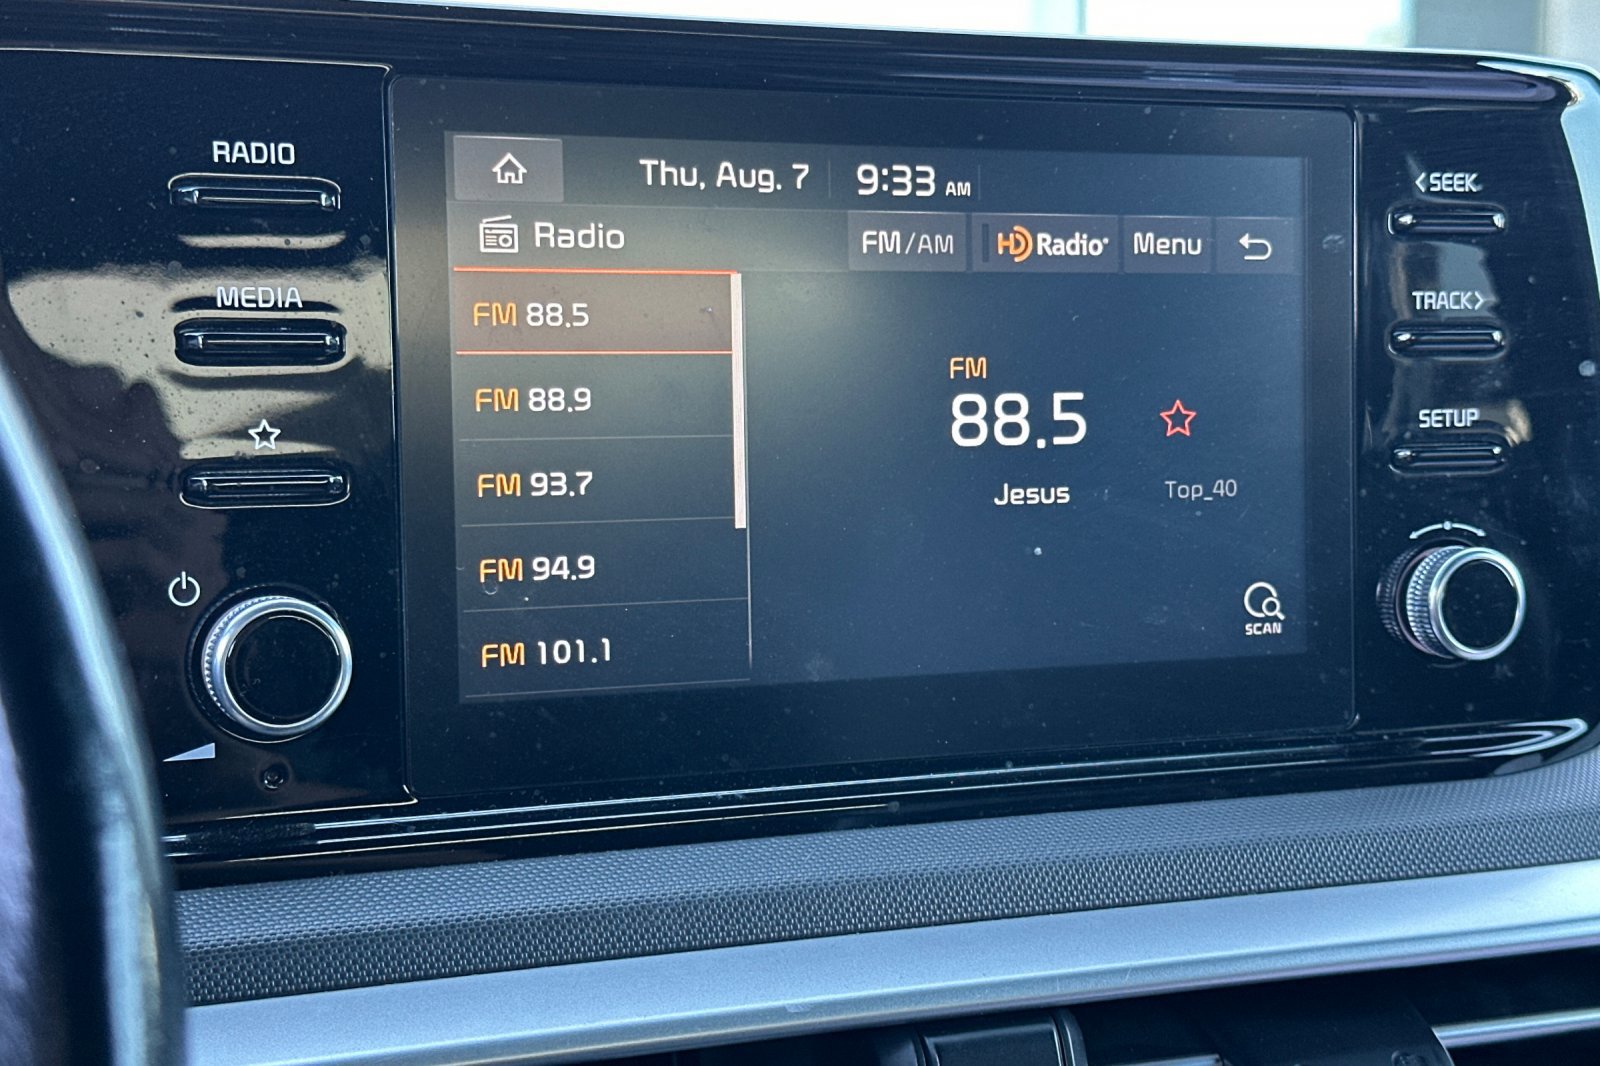 RADIO
MEDIA
Thu, Aug. 7 9:33 AM
Radio FM/AM HD Radio Menu
FM 88.5
FM 88.9
FM 93.7
FM 94.9
FM 101.1
FM
88.5
Jesus Top_40
SCAN
<SEEK
TRACK>
SETUP